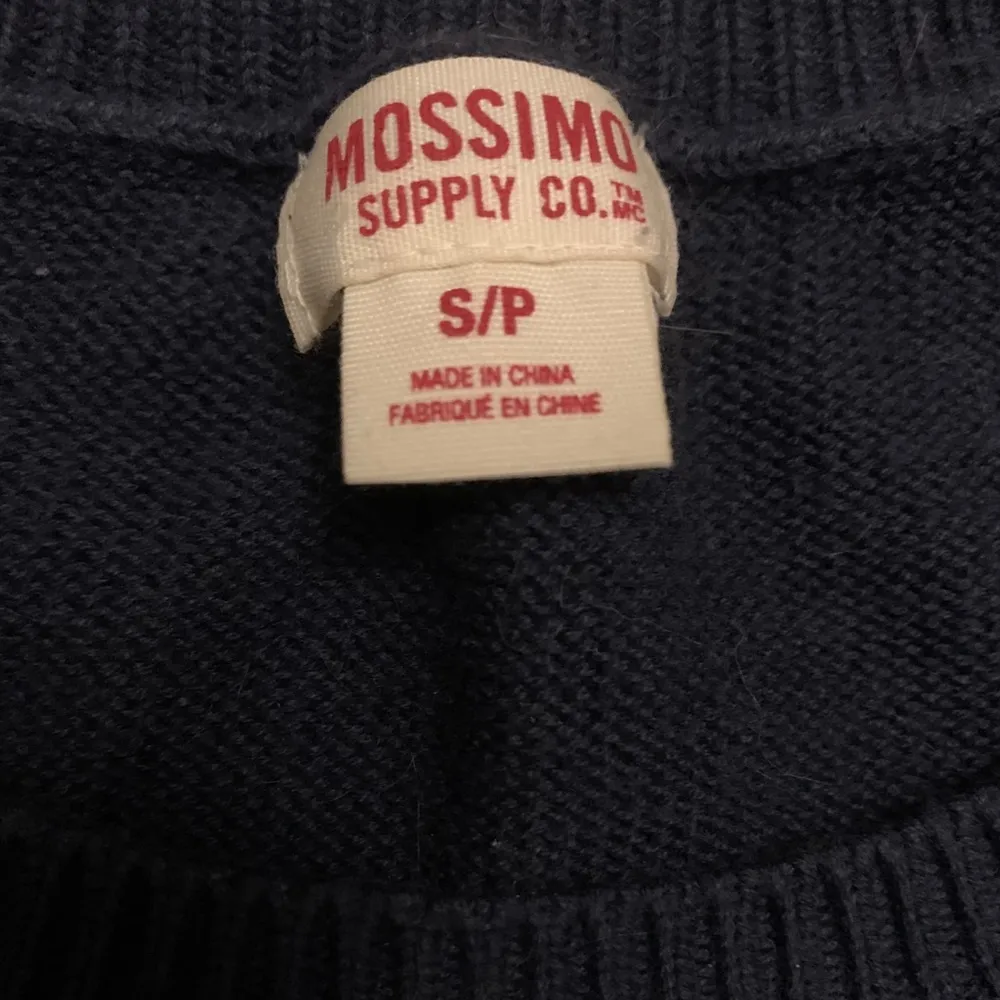 MOSSIMO
SUPPLY CO.™ MC
S/P
MADE IN CHINA
FABRIQUÉ EN CHINE